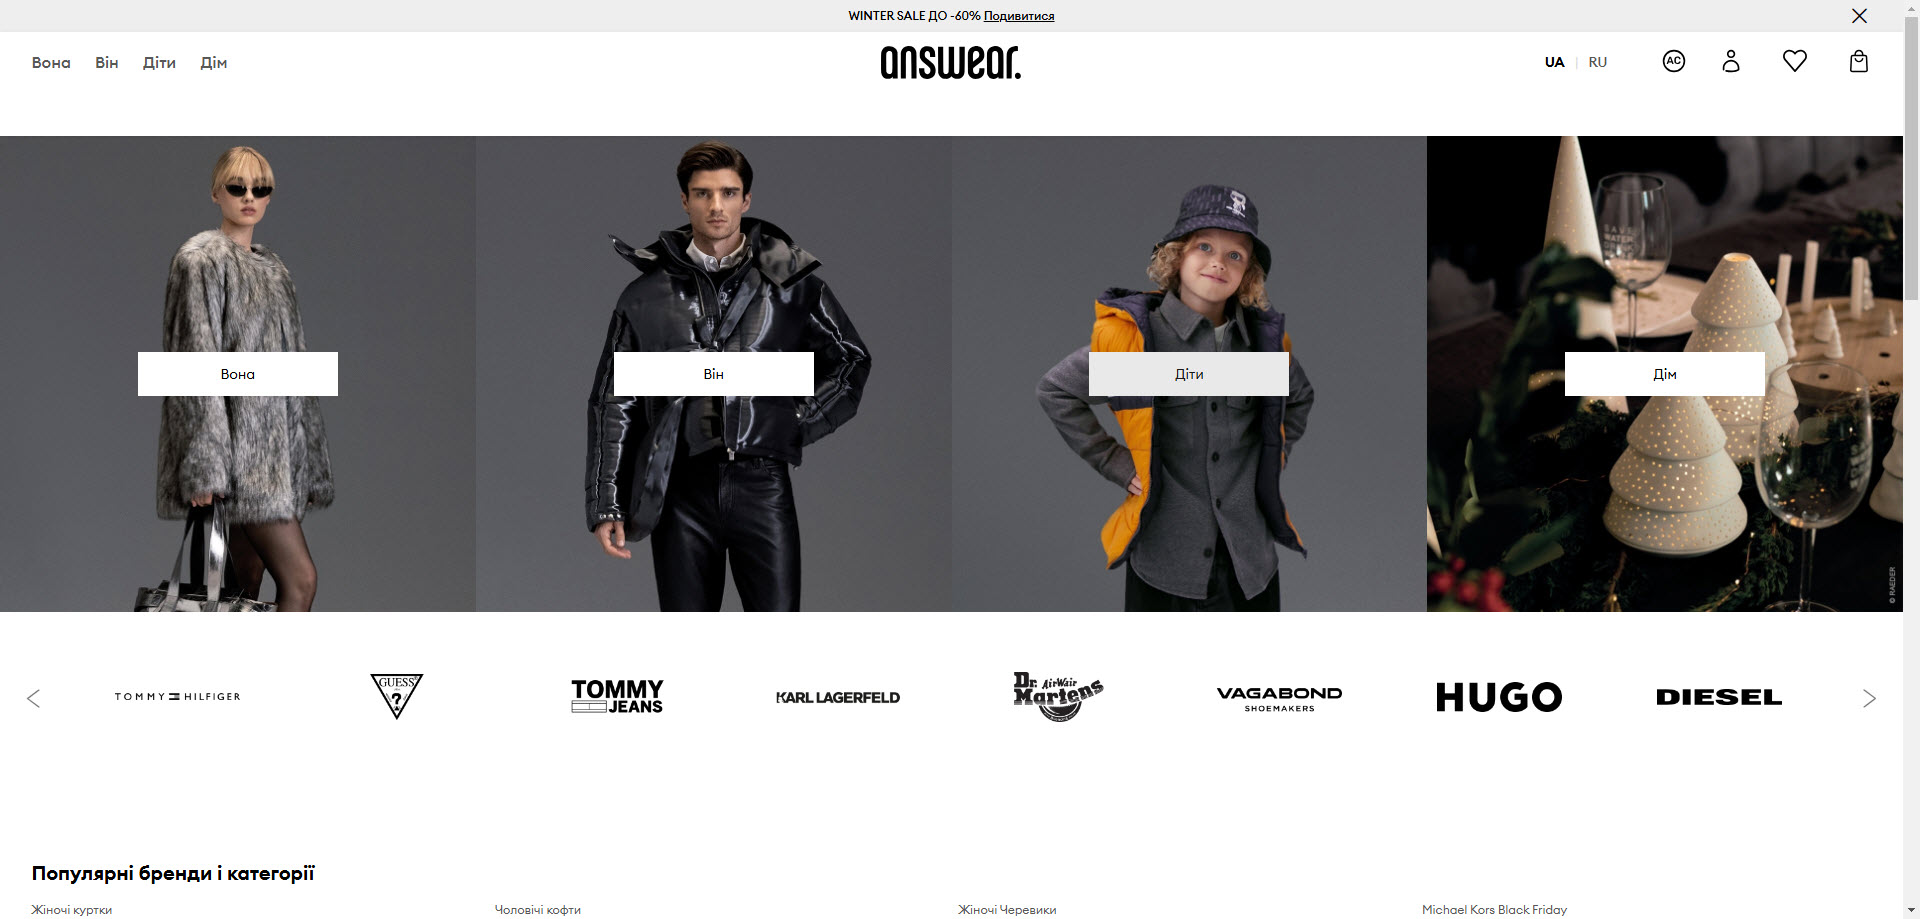 WINTER SALE ДО -60% Подивитися
Вона Він Діти Дім
answear.
UA | RU
AC
SAVE
WATER
Вона
Він
Діти
Дім
© RAEDER
TOMMY HILFIGER
GUESS
?
TOMMY
JEANS
KARL LAGERFELD
Dr. AirWair
Martens
VAGABOND
SHOEMAKERS
HUGO
DIESEL
Популярні бренди і категорії
Жіночі куртки
Чоловічі кофти
Жіночі Черевики
Michael Kors Black Friday